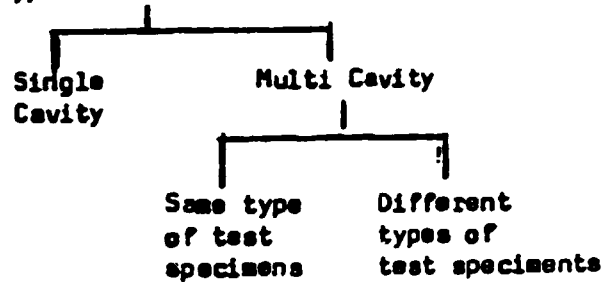 Single
Cavity
Multi Cavity
Same type
of test
specimens
Different
types of
test speciments